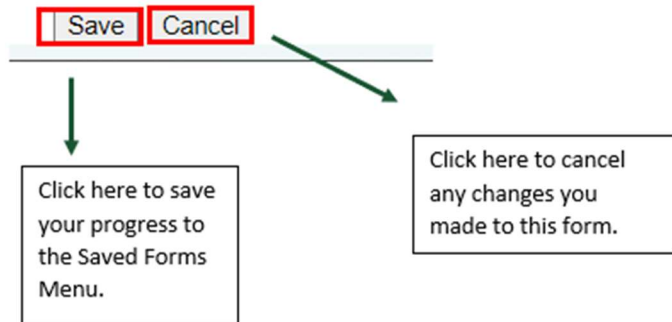 Save Cancel
Click here to save
your progress to
the Saved Forms
Menu.
Click here to cancel
any changes you
made to this form.